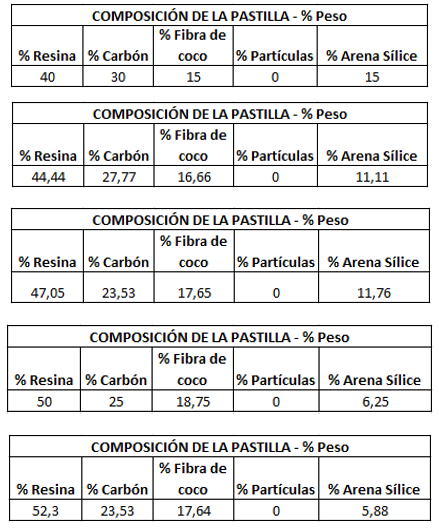 COMPOSICIÓN DE LA PASTILLA - % Peso
% Resina % Carbón % Fibra de coco % Partículas % Arena Sílice
40 30 15 0 15
COMPOSICIÓN DE LA PASTILLA - % Peso
% Resina % Carbón % Fibra de coco % Partículas % Arena Sílice
44,44 27,77 16,66 0 11,11
COMPOSICIÓN DE LA PASTILLA - % Peso
% Resina % Carbón % Fibra de coco % Partículas % Arena Sílice
47,05 23,53 17,65 0 11,76
COMPOSICIÓN DE LA PASTILLA - % Peso
% Resina % Carbón % Fibra de coco % Partículas % Arena Sílice
50 25 18,75 0 6,25
COMPOSICIÓN DE LA PASTILLA - % Peso
% Resina % Carbón % Fibra de coco % Partículas % Arena Sílice
52,3 23,53 17,64 0 5,88